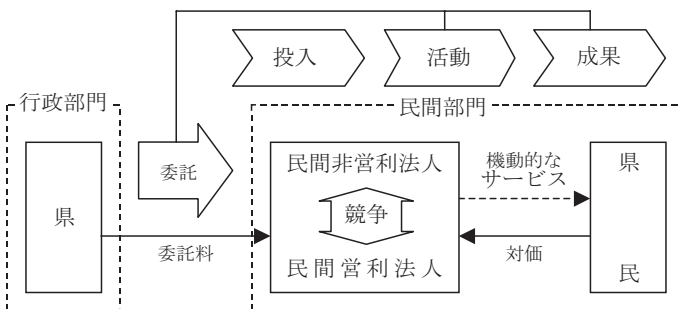 投入
活動
成果
行政部門
民間部門
県
委託
委託料
民間非営利法人
競争
民間営利法人
機動的な
サービス
対価
県
民